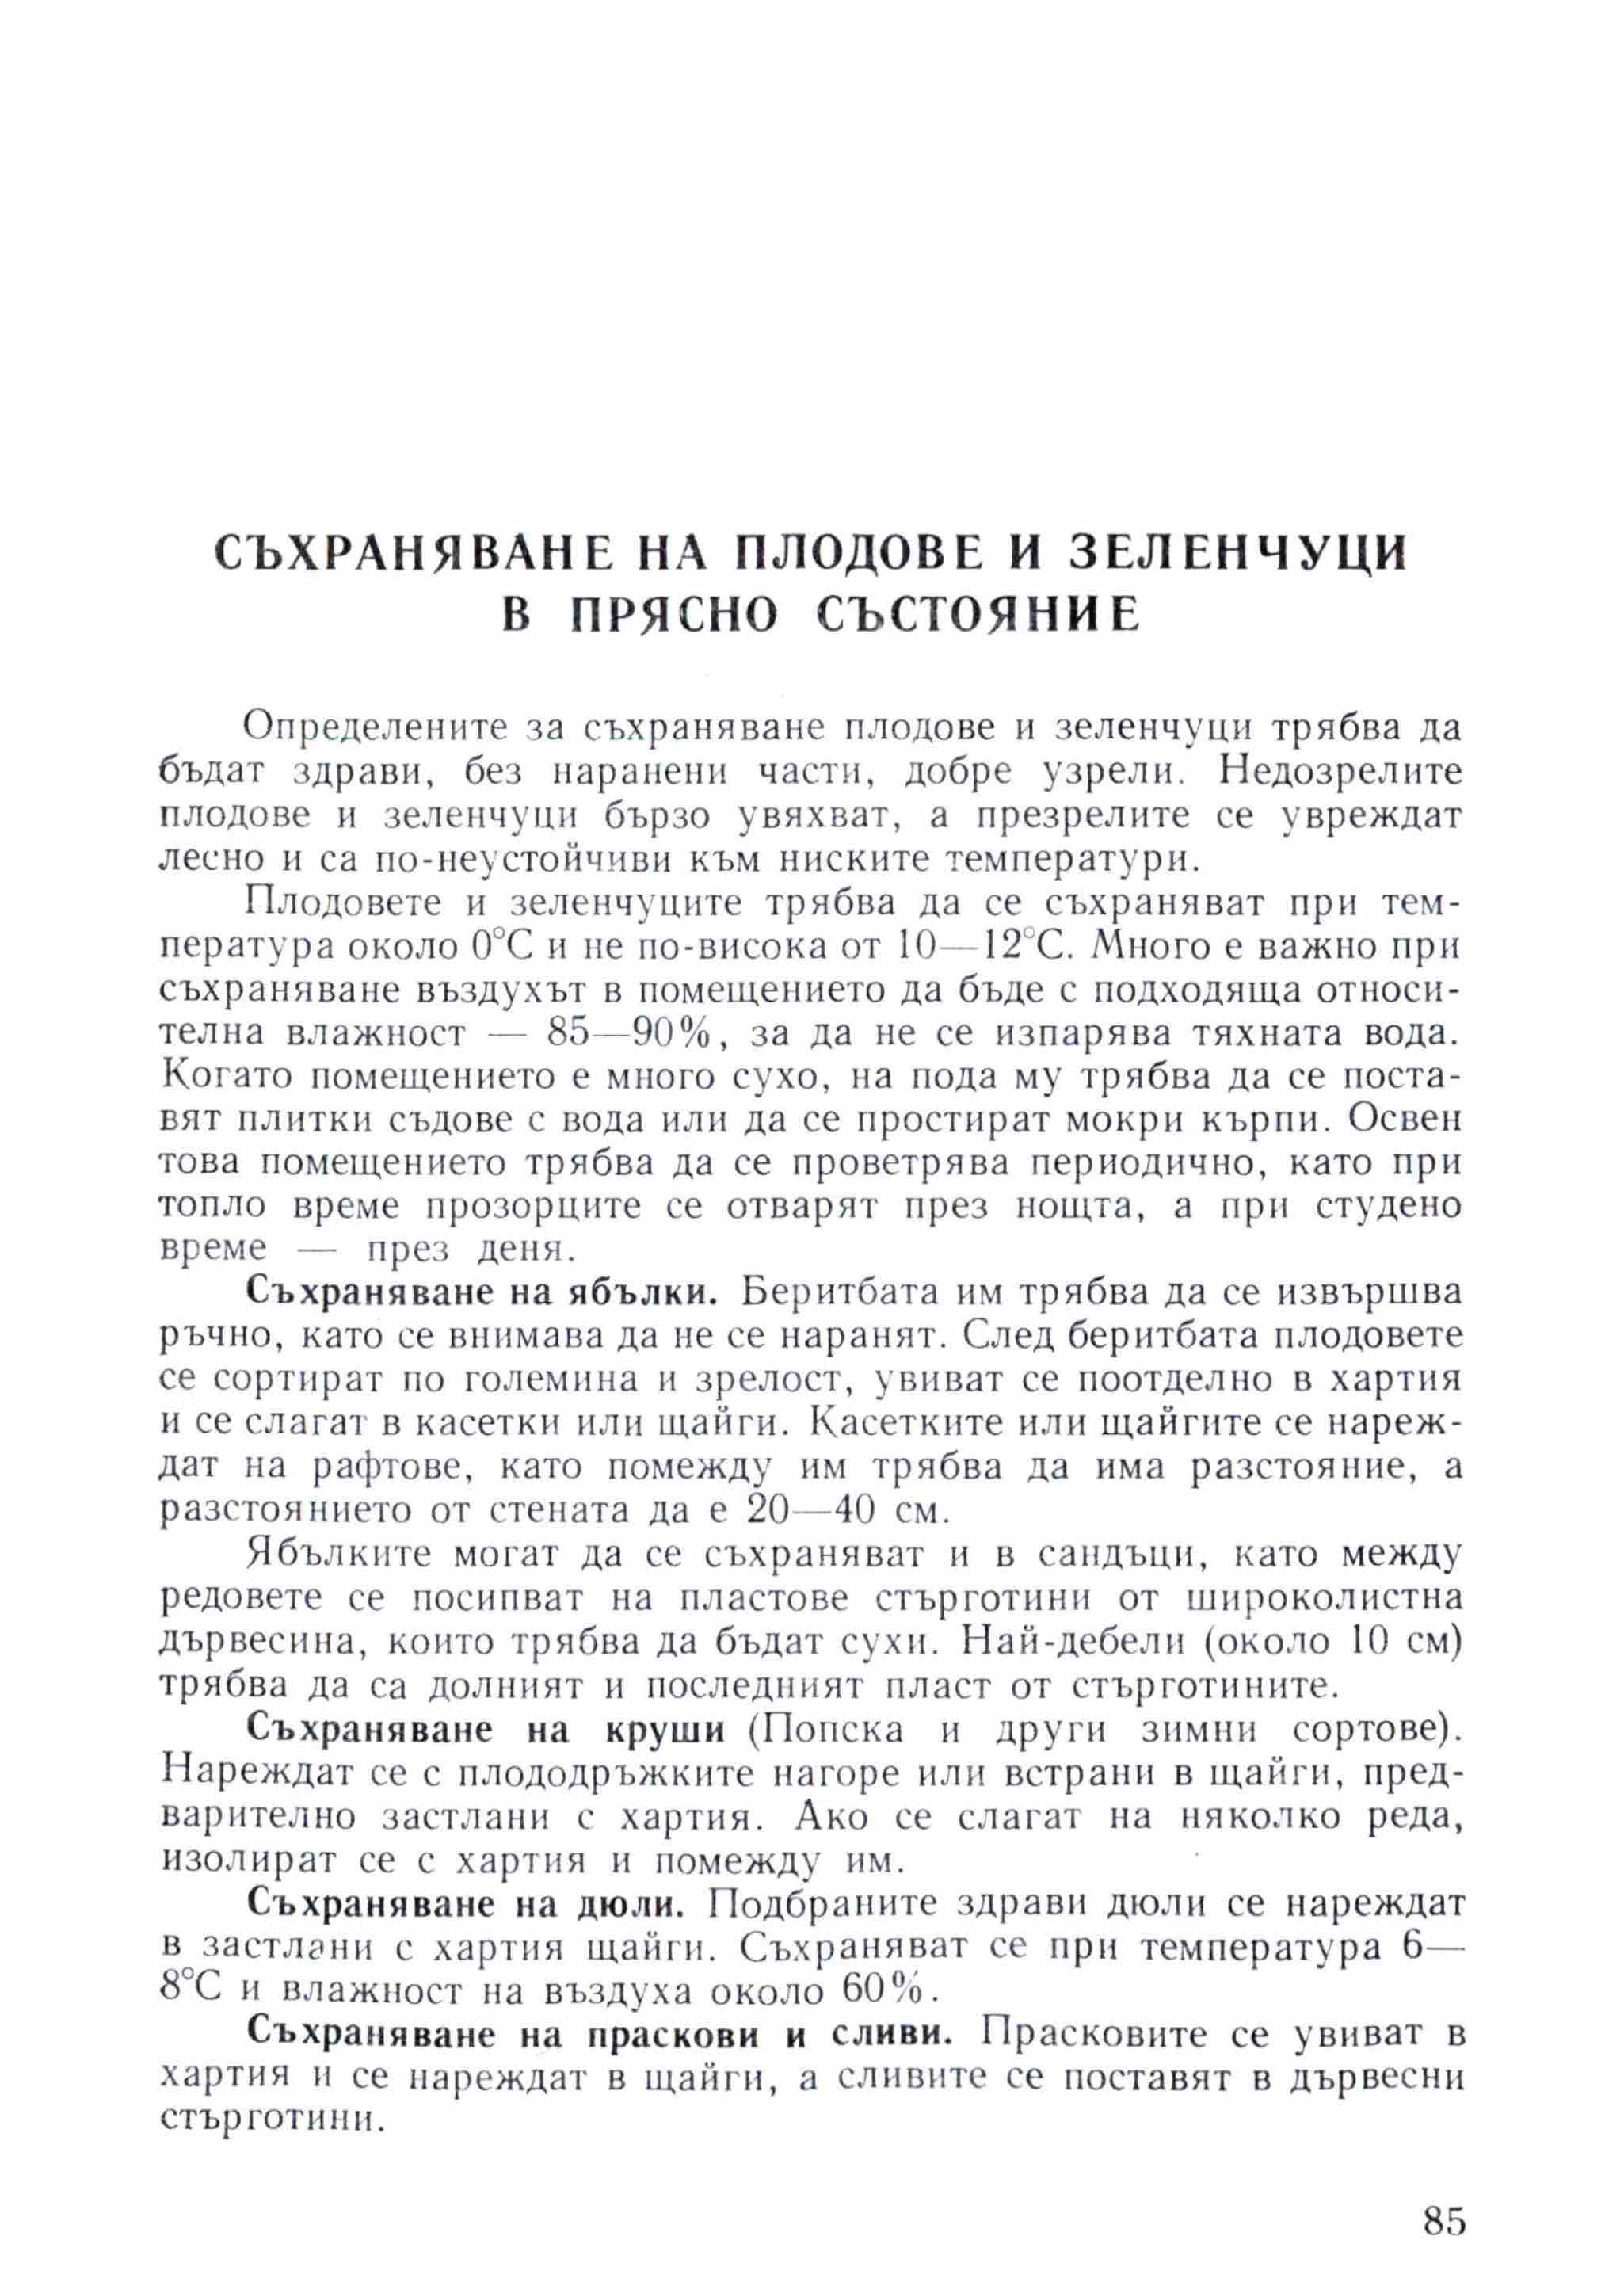 СЪХРАНЯВАНЕ НА ПЛОДОВЕ И ЗЕЛЕНЧУЦИ
В ПРЯСНО СЪСТОЯНИЕ
Определените за съхраняване плодове и зеленчуци трябва да
бъдат здрави, без наранени части, добре узрели. Недозрелите
плодове и зеленчуци бързо увяхват, а презрелите се увреждат
лесно и са по-неустойчиви към ниските температури.
Плодовете и зеленчуците трябва да се съхраняват при тем-
пература около 0°С и не по-висока от 10—12°С. Много е важно при
съхраняване въздухът в помещението да бъде с подходяща относи-
телна влажност — 85—90%, за да не се изпарява тяхната вода.
Когато помещението е много сухо, на пода му трябва да се поста-
вят плитки съдове с вода или да се простират мокри кърпи. Освен
това помещението трябва да се проветрява периодично, като при
топло време прозорците се отварят през нощта, а при студено
време — през деня.
Съхраняване на ябълки. Беритбата им трябва да се извършва
ръчно, като се внимава да не се наранят. След беритбата плодовете
се сортират по големина и зрелост, увиват се поотделно в хартия
и се слагат в касетки или щайги. Касетките или щайгите се нареж-
дат на рафтове, като помежду им трябва да има разстояние, а
разстоянието от стената да е 20—40 см.
Ябълките могат да се съхраняват и в сандъци, като между
редовете се посипват на пластове стърготини от широколистна
дървесина, които трябва да бъдат сухи. Най-дебели (около 10 см)
трябва да са долният и последният пласт от стърготините.
Съхраняване на круши (Попска и други зимни сортове).
Нареждат се с плододръжките нагоре или встрани в щайги, пред-
варително застлани с хартия. Ако се слагат на няколко реда,
изолират се с хартия и помежду им.
Съхраняване на дюли. Подбраните здрави дюли се нареждат
в застлани с хартия щайги. Съхраняват се при температура 6—
8°С и влажност на въздуха около 60%.
Съхраняване на праскови и сливи. Прасковите се увиват в
хартия и се нареждат в щайги, а сливите се поставят в дървесни
стърготини.
85